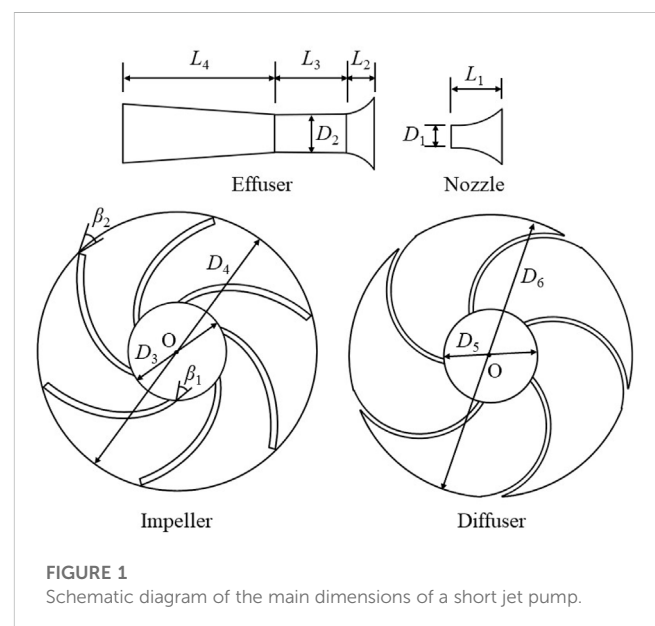 L₄ L₃ L₂ L₁
D₂ D₁
Effuser Nozzle
β₂
D₄
D₆
O
D₃
D₅
O
β₁
Impeller Diffuser
FIGURE 1
Schematic diagram of the main dimensions of a short jet pump.